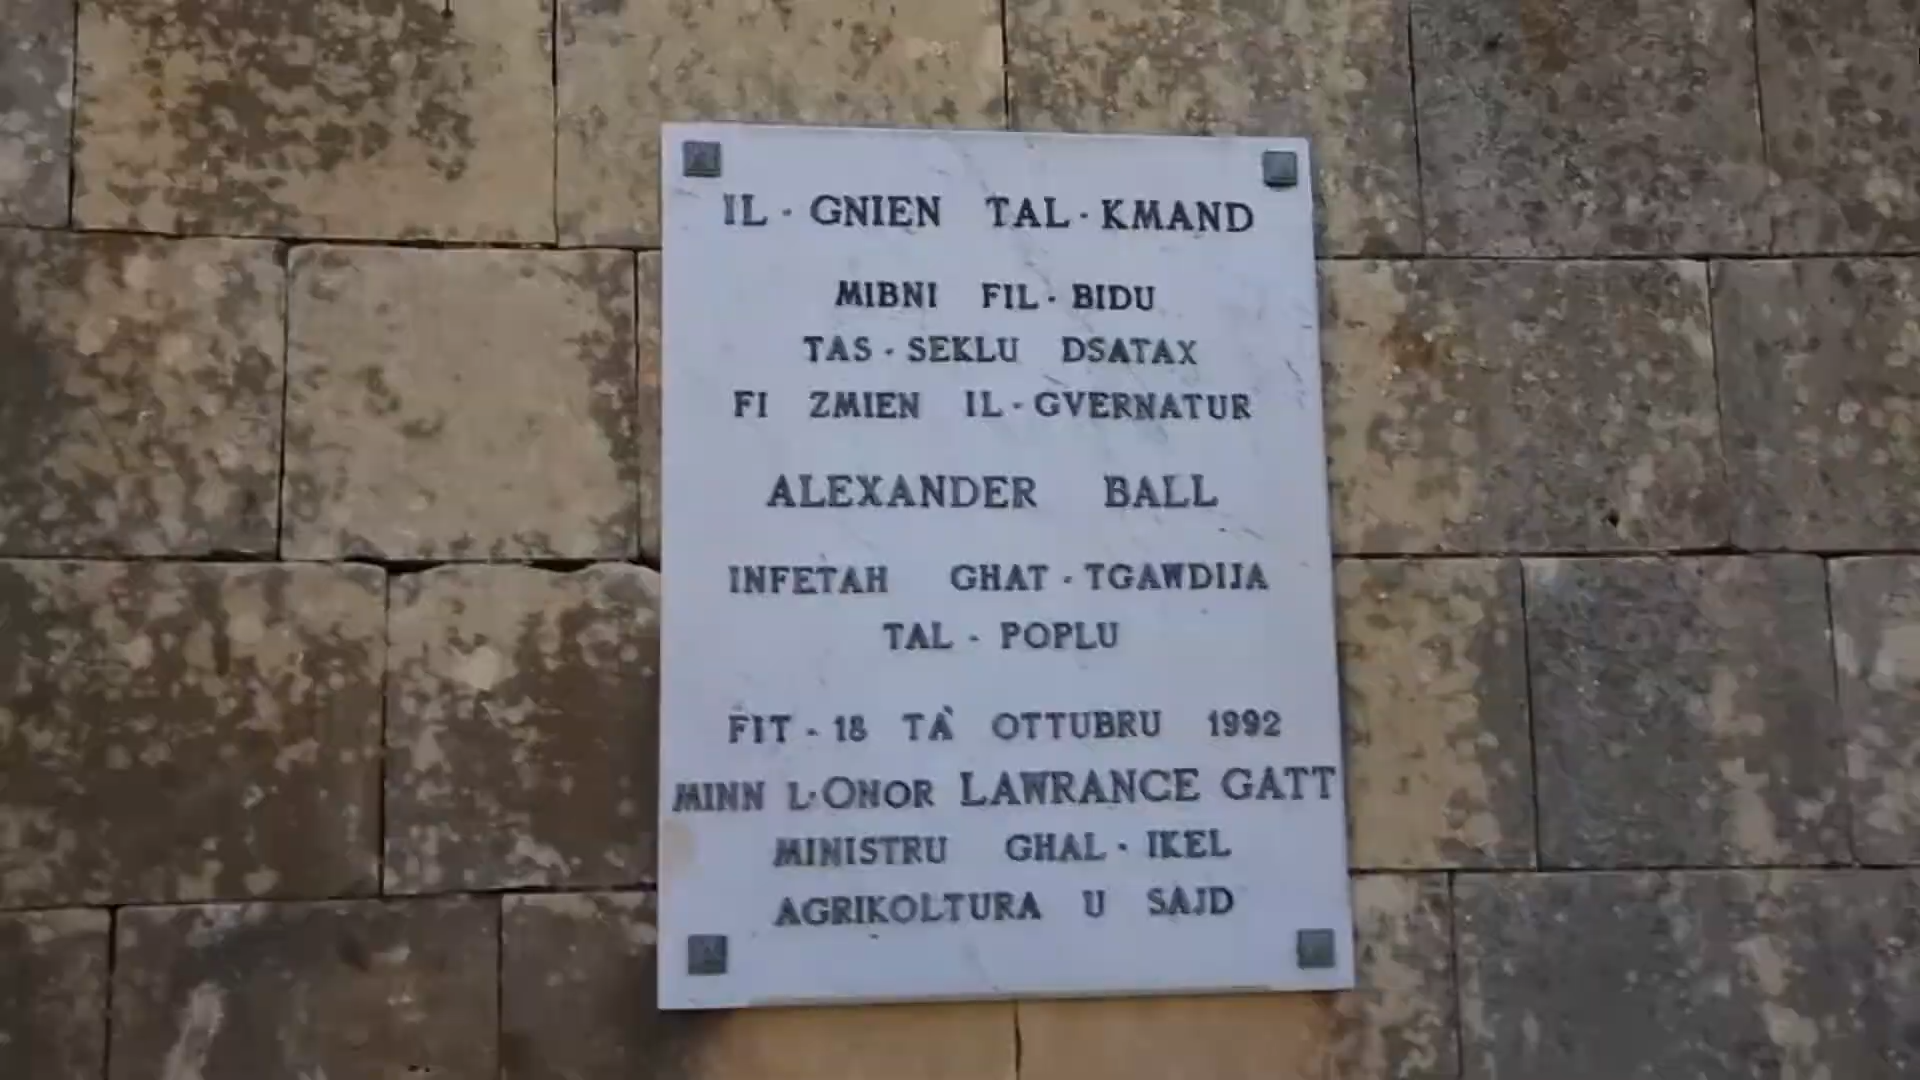 IL - GNIEN TAL - KMAND
MIBNI FIL - BIDU
TAS - SEKLU DSATAX
FI ZMIEN IL - GVERNATUR
ALEXANDER BALL
INFETAH GHAT - TGAWDIJA
TAL - POPLU
FIT - 18 TA' OTTUBRU 1992
MINN L·ONOR LAWRANCE GATT
MINISTRU GHAL - IKEL
AGRIKOLTURA U SAJD